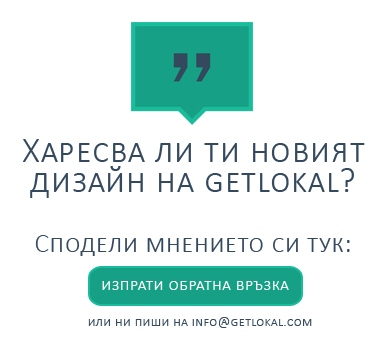 ”
Харесва ли ти новият
дизайн на getlokal?
Сподели мнението си тук:
изпрати обратна връзка
или ни пиши на info@getlokal.com